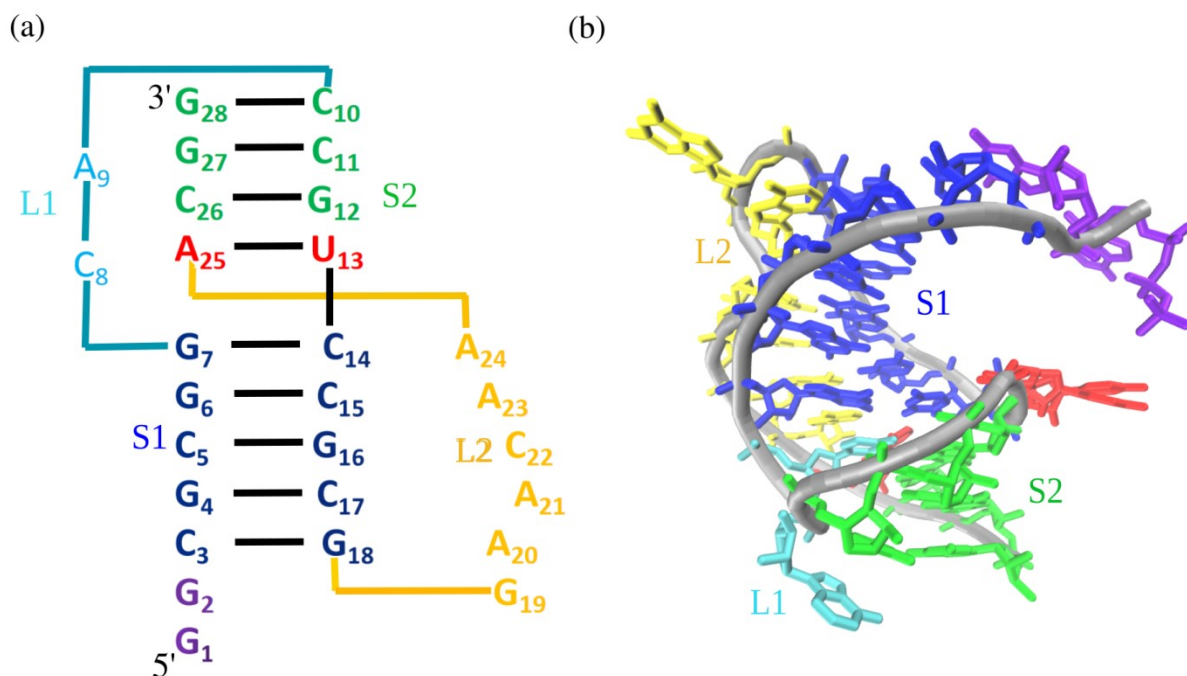 (a)
3' G28 C10
G27 C11
A9
L1
C26 G12 S2
A25 U13
C8
G7 C14 A24
G6 C15 A23
S1 C5 G16 L2 C22
G4 C17 A21
C3 G18 A20
G2 G19
G1
5'
(b)
L2
S1
S2
L1